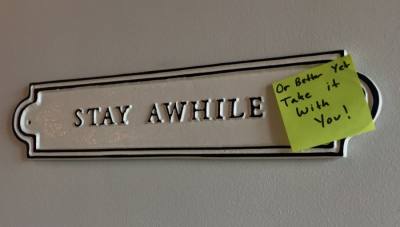 STAY AWHILE
Or Better Yet
Take it
With
You!